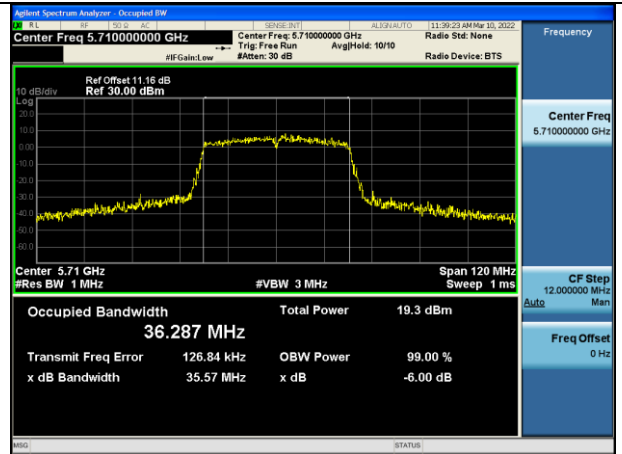 Agilent Spectrum Analyzer - Occupied BW
RL RF 50 Ω AC SENSE:INT ALIGNAUTO 11:39:23 AM Mar 10, 2022
Center Freq 5.710000000 GHz Center Freq: 5.710000000 GHz Radio Std: None Frequency
Trig: Free Run Avg|Hold: 10/10
#IFGain:Low #Atten: 30 dB Radio Device: BTS
Ref Offset 11.16 dB
10 dB/div Ref 30.00 dBm
Log
20.0
10.0
0.00
-10.0
-20.0
-30.0
-40.0
-50.0
-60.0
Center Freq
5.710000000 GHz
Center 5.71 GHz Span 120 MHz
#Res BW 1 MHz #VBW 3 MHz Sweep 1 ms
CF Step
12.000000 MHz
Auto Man
Occupied Bandwidth Total Power 19.3 dBm
36.287 MHz
Freq Offset
0 Hz
Transmit Freq Error 126.84 kHz OBW Power 99.00 %
x dB Bandwidth 35.57 MHz x dB -6.00 dB
MSG STATUS